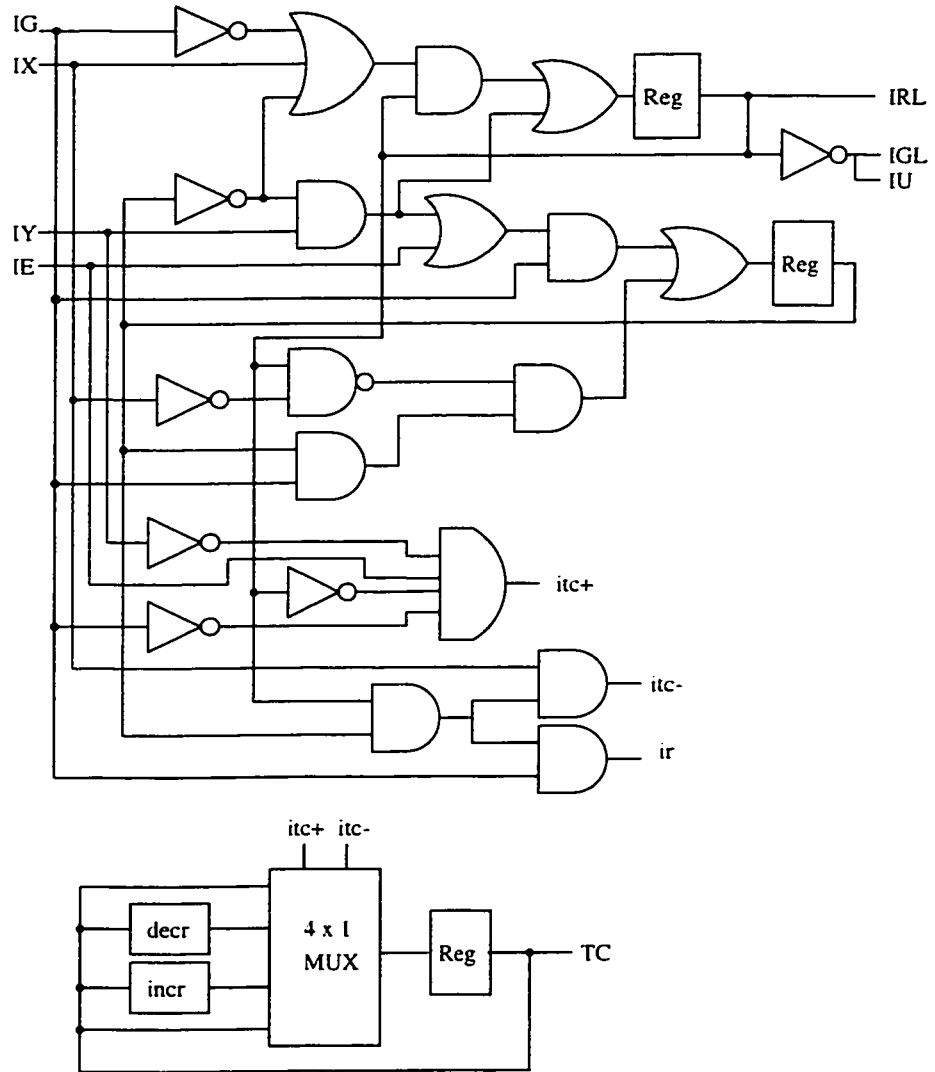 IG
IX
Reg
IRL
IGL
IU
IY
IE
Reg
itc+
itc-
ir
itc+ itc-
decr
4 x 1
MUX
Reg
TC
incr